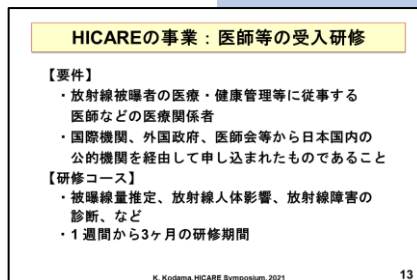 HICAREの事業：医師等の受入研修
【要件】
・放射線被曝者の医療・健康管理等に従事する
医師などの医療関係者
・国際機関、外国政府、医師会等から日本国内の
公的機関を経由して申し込まれたものであること
【研修コース】
・被曝線量推定、放射線人体影響、放射線障害の
診断、など
・1週間から3ヶ月の研修期間
K. Kodama, HICARE Symposium, 2021
13